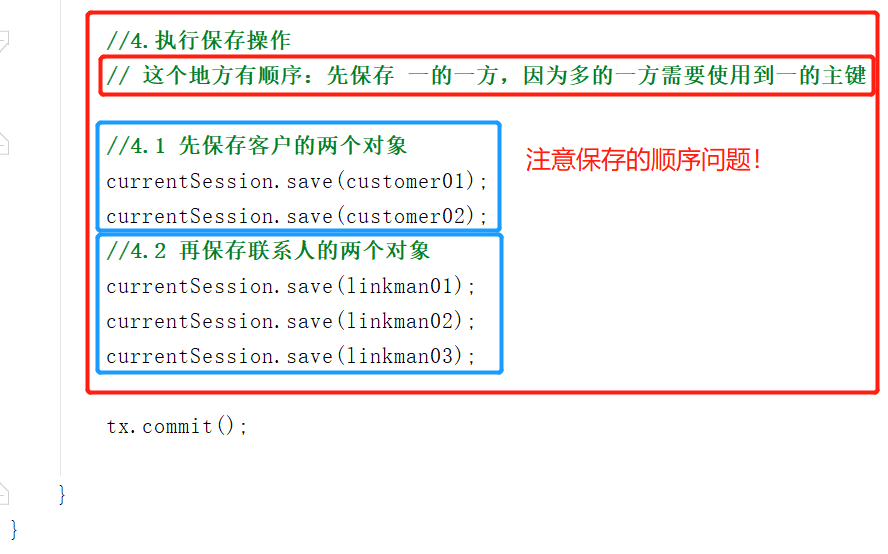 //4.执行保存操作
// 这个地方有顺序：先保存 一的一方，因为多的一方需要使用到一的主键
//4.1 先保存客户的两个对象
注意保存的顺序问题！
currentSession.save(customer01);
currentSession.save(customer02);
//4.2 再保存联系人的两个对象
currentSession.save(linkman01);
currentSession.save(linkman02);
currentSession.save(linkman03);
tx.commit();
}
}